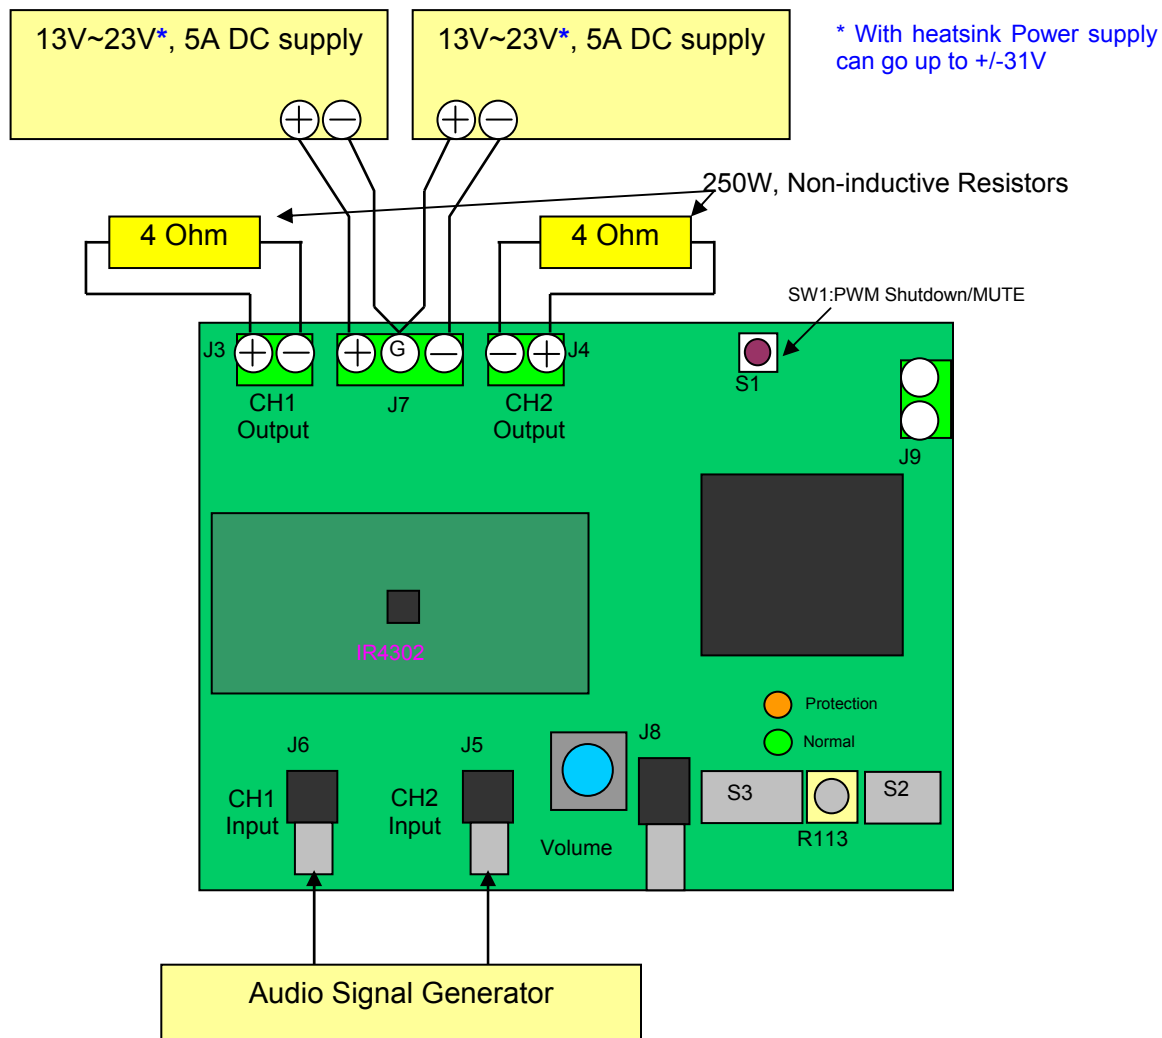 13V~23V*, 5A DC supply
13V~23V*, 5A DC supply
* With heatsink Power supply
can go up to +/-31V
250W, Non-inductive Resistors
4 Ohm
4 Ohm
SW1:PWM Shutdown/MUTE
J3
G
J4
S1
CH1
Output
J7
CH2
Output
J9
IR4302
Protection
Normal
J6
J5
J8
CH1
Input
CH2
Input
Volume
S3
S2
R113
Audio Signal Generator